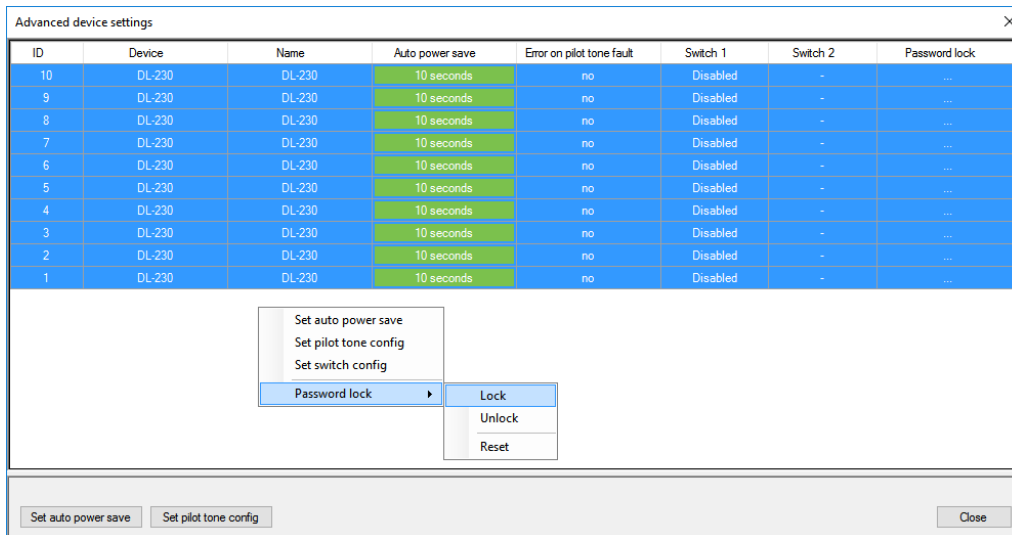 Advanced device settings
ID Device Name Auto power save Error on pilot tone fault Switch 1 Switch 2 Password lock
10 DL-230 DL-230 10 seconds no Disabled - ...
9 DL-230 DL-230 10 seconds no Disabled - ...
8 DL-230 DL-230 10 seconds no Disabled - ...
7 DL-230 DL-230 10 seconds no Disabled - ...
6 DL-230 DL-230 10 seconds no Disabled - ...
5 DL-230 DL-230 10 seconds no Disabled - ...
4 DL-230 DL-230 10 seconds no Disabled - ...
3 DL-230 DL-230 10 seconds no Disabled - ...
2 DL-230 DL-230 10 seconds no Disabled - ...
1 DL-230 DL-230 10 seconds no Disabled - ...
Set auto power save
Set pilot tone config
Set switch config
Password lock
Lock
Unlock
Reset
Set auto power save Set pilot tone config Close